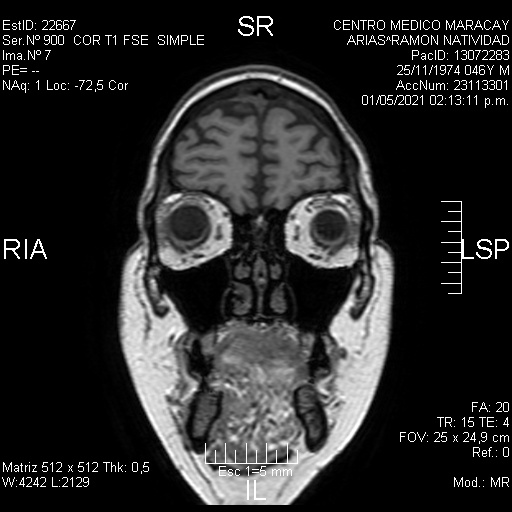 EstID: 22667
Ser.Nº 900 COR T1 FSE SIMPLE
Ima.Nº 7
PE= --
NAq: 1 Loc: -72,5 Cor
SR
CENTRO MEDICO MARACAY
ARIAS^RAMON NATIVIDAD
PacID: 13072283
25/11/1974 046Y M
AccNum: 23113301
01/05/2021 02:13:11 p.m.
RIA
LSP
FA: 20
TR: 15 TE: 4
FOV: 25 x 24,9 cm
Ref.: 0
Matriz 512 x 512 Thk: 0,5
W:4242 L:2129
Esc 1=5 mm
IL
Mod.: MR